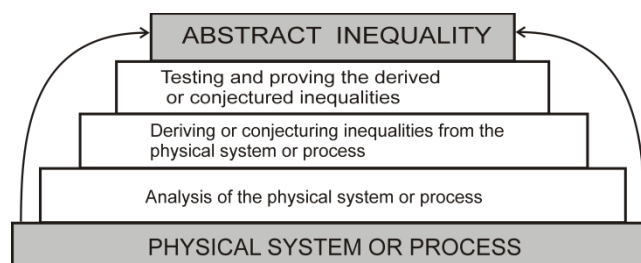 ABSTRACT INEQUALITY
Testing and proving the derived
or conjectured inequalities
Deriving or conjecturing inequalities from the
physical system or process
Analysis of the physical system or process
PHYSICAL SYSTEM OR PROCESS